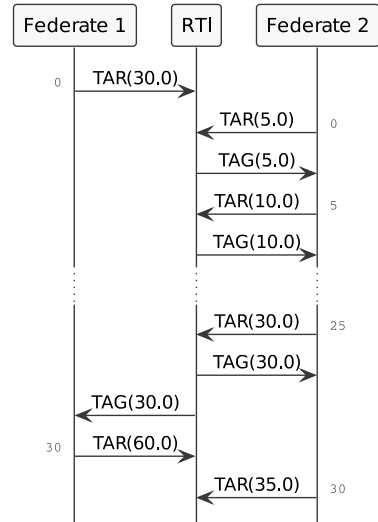 Federate 1
RTI
Federate 2
0
TAR(30.0)
TAR(5.0)
0
TAG(5.0)
TAR(10.0)
5
TAG(10.0)
TAR(30.0)
25
TAG(30.0)
TAG(30.0)
30
TAR(60.0)
TAR(35.0)
30